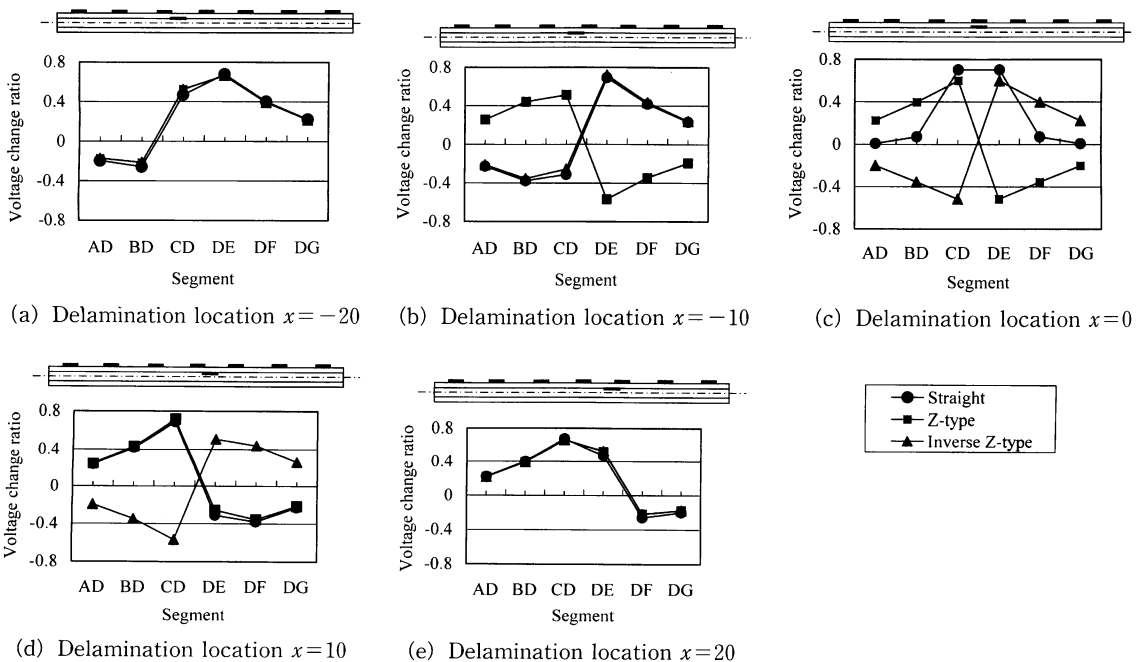 0.8
0.4
0
-0.4
-0.8
Voltage change ratio
AD BD CD DE DF DG
Segment
(a) Delamination location x=−20
0.8
0.4
0
-0.4
-0.8
Voltage change ratio
AD BD CD DE DF DG
Segment
(b) Delamination location x=−10
0.8
0.4
0
-0.4
-0.8
Voltage change ratio
AD BD CD DE DF DG
Segment
(c) Delamination location x=0
0.8
0.4
0
-0.4
-0.8
Voltage change ratio
AD BD CD DE DF DG
Segment
(d) Delamination location x=10
0.8
0.4
0
-0.4
-0.8
Voltage change ratio
AD BD CD DE DF DG
Segment
(e) Delamination location x=20
Straight
Z-type
Inverse Z-type